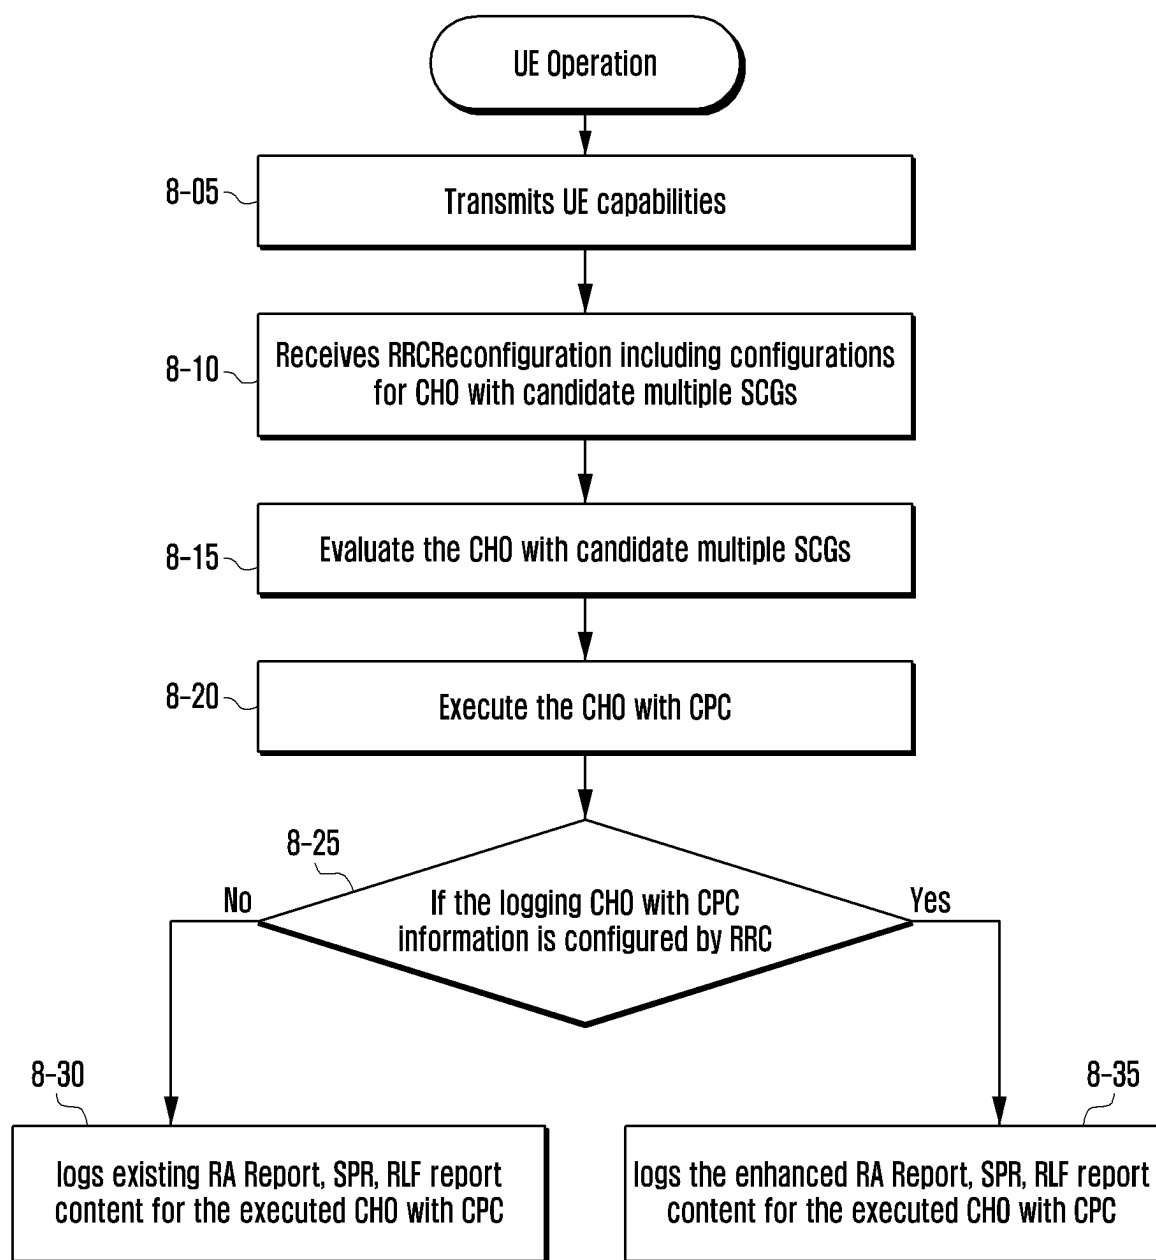 UE Operation
8-05
Transmits UE capabilities
8-10
Receives RRCReconfiguration including configurations
for CHO with candidate multiple SCGs
8-15
Evaluate the CHO with candidate multiple SCGs
8-20
Execute the CHO with CPC
8-25
No
Yes
If the logging CHO with CPC
information is configured by RRC
8-30
8-35
logs existing RA Report, SPR, RLF report
content for the executed CHO with CPC
logs the enhanced RA Report, SPR, RLF report
content for the executed CHO with CPC